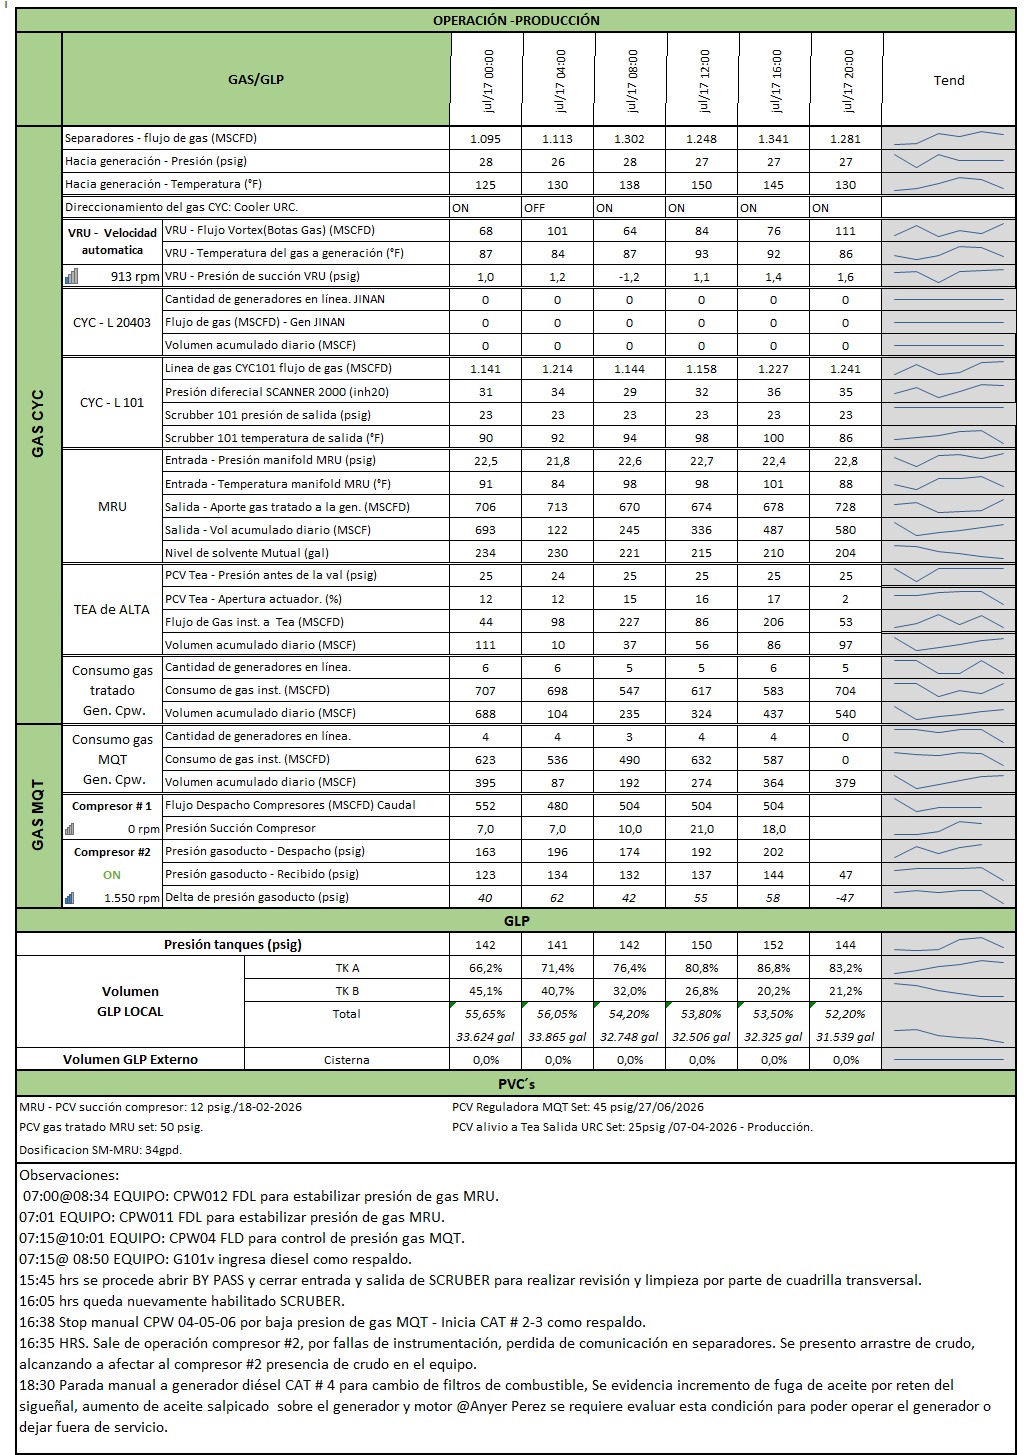 OPERACIÓN -PRODUCCIÓN
GAS/GLP jul/17 00:00 jul/17 04:00 jul/17 08:00 jul/17 12:00 jul/17 16:00 jul/17 20:00 Tend
GAS CYC
Separadores - flujo de gas (MSCFD) 1.095 1.113 1.302 1.248 1.341 1.281
Hacia generación - Presión (psig) 28 26 28 27 27 27
Hacia generación - Temperatura (°F) 125 130 138 150 145 130
Direccionamiento del gas CYC: Cooler URC. ON OFF ON ON ON ON
VRU - Velocidad automatica
913 rpm
VRU - Flujo Vortex(Botas Gas) (MSCFD) 68 101 64 84 76 111
VRU - Temperatura del gas a generación (°F) 87 84 87 93 92 86
VRU - Presión de succión VRU (psig) 1,0 1,2 -1,2 1,1 1,4 1,6
CYC - L 20403
Cantidad de generadores en línea. JINAN 0 0 0 0 0 0
Flujo de gas (MSCFD) - Gen JINAN 0 0 0 0 0 0
Volumen acumulado diario (MSCF) 0 0 0 0 0 0
CYC - L 101
Linea de gas CYC101 flujo de gas (MSCFD) 1.141 1.214 1.144 1.158 1.227 1.241
Presión diferecial SCANNER 2000 (inh20) 31 34 29 32 36 35
Scrubber 101 presión de salida (psig) 23 23 23 23 23 23
Scrubber 101 temperatura de salida (°F) 90 92 94 98 100 86
MRU
Entrada - Presión manifold MRU (psig) 22,5 21,8 22,6 22,7 22,4 22,8
Entrada - Temperatura manifold MRU (°F) 91 84 98 98 101 88
Salida - Aporte gas tratado a la gen. (MSCFD) 706 713 670 674 678 728
Salida - Vol acumulado diario (MSCF) 693 122 245 336 487 580
Nivel de solvente Mutual (gal) 234 230 221 215 210 204
TEA de ALTA
PCV Tea - Presión antes de la val (psig) 25 24 25 25 25 25
PCV Tea - Apertura actuador. (%) 12 12 15 16 17 2
Flujo de Gas inst. a Tea (MSCFD) 44 98 227 86 206 53
Volumen acumulado diario (MSCF) 111 10 37 56 86 97
Consumo gas tratado Gen. Cpw.
Cantidad de generadores en línea. 6 6 5 5 6 5
Consumo de gas inst. (MSCFD) 707 698 547 617 583 704
Volumen acumulado diario (MSCF) 688 104 235 324 437 540
GAS MQT
Consumo gas MQT Gen. Cpw.
Cantidad de generadores en línea. 4 4 3 4 4 0
Consumo de gas inst. (MSCFD) 623 536 490 632 587 0
Volumen acumulado diario (MSCF) 395 87 192 274 364 379
Compresor # 1 Flujo Despacho Compresores (MSCFD) Caudal 552 480 504 504 504
0 rpm Presión Succión Compresor 7,0 7,0 10,0 21,0 18,0
Compresor #2 Presión gasoducto - Despacho (psig) 163 196 174 192 202
ON Presión gasoducto - Recibido (psig) 123 134 132 137 144 47
1.550 rpm Delta de presión gasoducto (psig) 40 62 42 55 58 -47
GLP
Presión tanques (psig) 142 141 142 150 152 144
Volumen GLP LOCAL
TK A 66,2% 71,4% 76,4% 80,8% 86,8% 83,2%
TK B 45,1% 40,7% 32,0% 26,8% 20,2% 21,2%
Total 55,65% 56,05% 54,20% 53,80% 53,50% 52,20%
33.624 gal 33.865 gal 32.748 gal 32.506 gal 32.325 gal 31.539 gal
Volumen GLP Externo Cisterna 0,0% 0,0% 0,0% 0,0% 0,0% 0,0%
PVC´s
MRU - PCV succión compresor: 12 psig./18-02-2026 PCV Reguladora MQT Set: 45 psig/27/06/2026
PCV gas tratado MRU set: 50 psig. PCV alivio a Tea Salida URC Set: 25psig /07-04-2026 - Producción.
Dosificacion SM-MRU: 34gpd.
Observaciones:
07:00@08:34 EQUIPO: CPW012 FDL para estabilizar presión de gas MRU.
07:01 EQUIPO: CPW011 FDL para estabilizar presión de gas MRU.
07:15@10:01 EQUIPO: CPW04 FLD para control de presión gas MQT.
07:15@ 08:50 EQUIPO: G101v ingresa diesel como respaldo.
15:45 hrs se procede abrir BY PASS y cerrar entrada y salida de SCRUBER para realizar revisión y limpieza por parte de cuadrilla transversal.
16:05 hrs queda nuevamente habilitado SCRUBER.
16:38 Stop manual CPW 04-05-06 por baja presion de gas MQT - Inicia CAT # 2-3 como respaldo.
16:35 HRS. Sale de operación compresor #2, por fallas de instrumentación, perdida de comunicación en separadores. Se presento arrastre de crudo,
alcanzando a afectar al compresor #2 presencia de crudo en el equipo.
18:30 Parada manual a generador diésel CAT # 4 para cambio de filtros de combustible, Se evidencia incremento de fuga de aceite por reten del
sigueñal, aumento de aceite salpicado sobre el generador y motor @Anyer Perez se requiere evaluar esta condición para poder operar el generador o
dejar fuera de servicio.